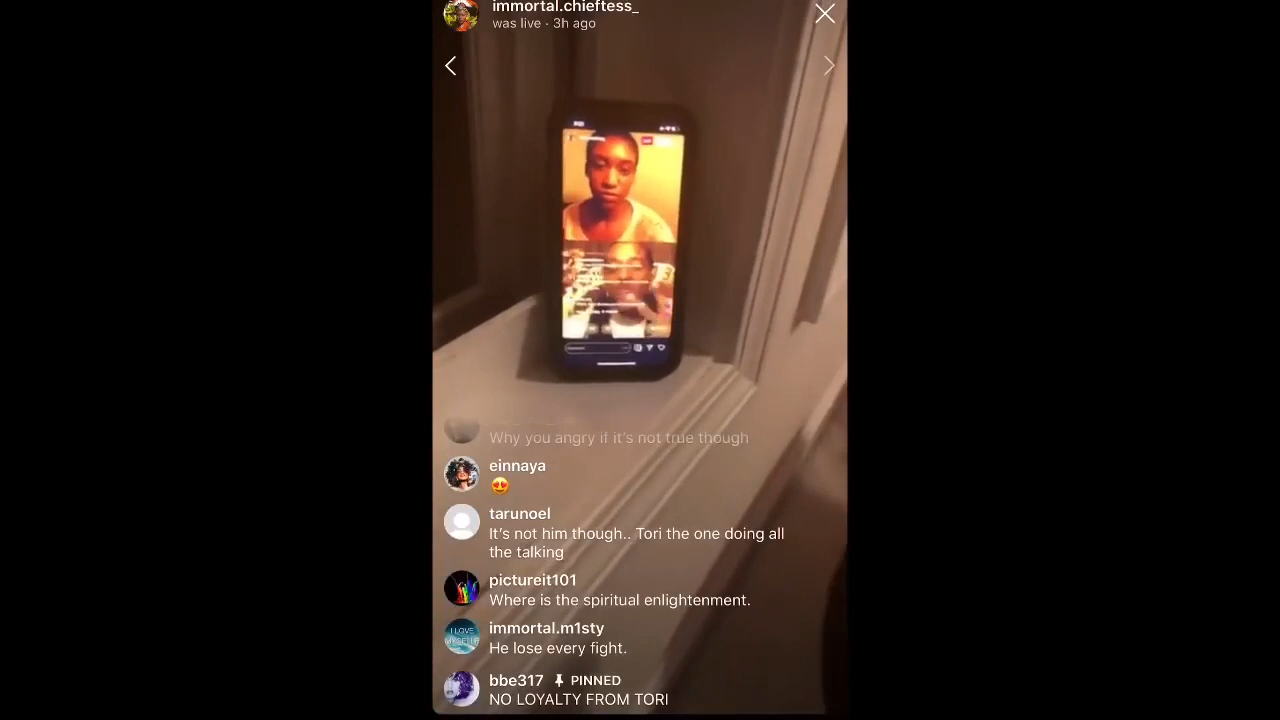 immortal.chieftess_
was live · 3h ago
Why you angry if it's not true though
einnaya
tarunoel
It's not him though.. Tori the one doing all
the talking
pictureit101
Where is the spiritual enlightenment.
I LOVE
MYSELF
immortal.m1sty
He lose every fight.
bbe317 PINNED
NO LOYALTY FROM TORI